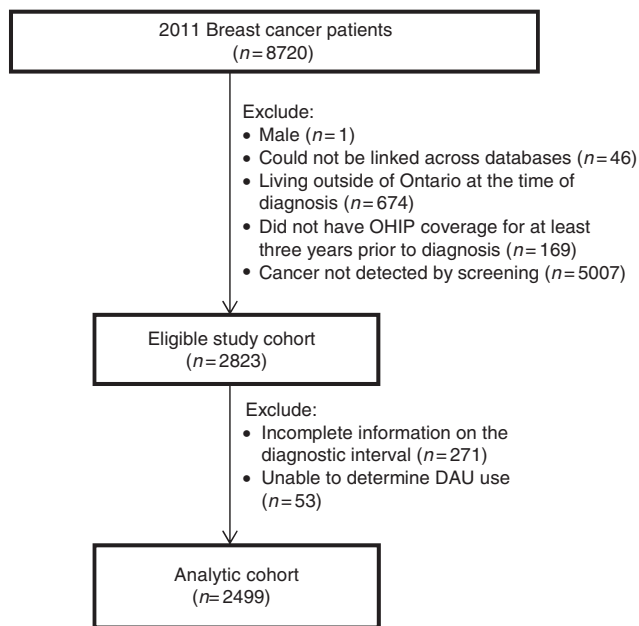 2011 Breast cancer patients
(n=8720)
Exclude:
• Male (n=1)
• Could not be linked across databases (n=46)
• Living outside of Ontario at the time of
diagnosis (n=674)
• Did not have OHIP coverage for at least
three years prior to diagnosis (n=169)
• Cancer not detected by screening (n=5007)
Eligible study cohort
(n=2823)
Exclude:
• Incomplete information on the
diagnostic interval (n=271)
• Unable to determine DAU use
(n=53)
Analytic cohort
(n=2499)